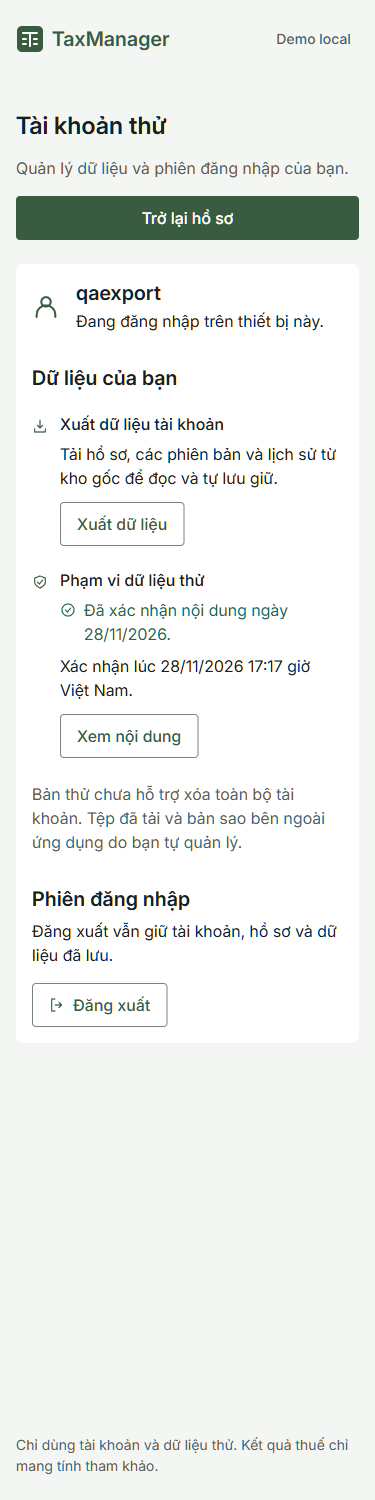 TaxManager
Demo local
Tài khoản thử
Quản lý dữ liệu và phiên đăng nhập của bạn.
Trở lại hồ sơ
qaexport
Đang đăng nhập trên thiết bị này.
Dữ liệu của bạn
Xuất dữ liệu tài khoản
Tải hồ sơ, các phiên bản và lịch sử từ
kho gốc để đọc và tự lưu giữ.
Xuất dữ liệu
Phạm vi dữ liệu thử
Đã xác nhận nội dung ngày
28/11/2026.
Xác nhận lúc 28/11/2026 17:17 giờ
Việt Nam.
Xem nội dung
Bản thử chưa hỗ trợ xóa toàn bộ tài
khoản. Tệp đã tải và bản sao bên ngoài
ứng dụng do bạn tự quản lý.
Phiên đăng nhập
Đăng xuất vẫn giữ tài khoản, hồ sơ và dữ
liệu đã lưu.
Đăng xuất
Chỉ dùng tài khoản và dữ liệu thử. Kết quả thuế chỉ
mang tính tham khảo.